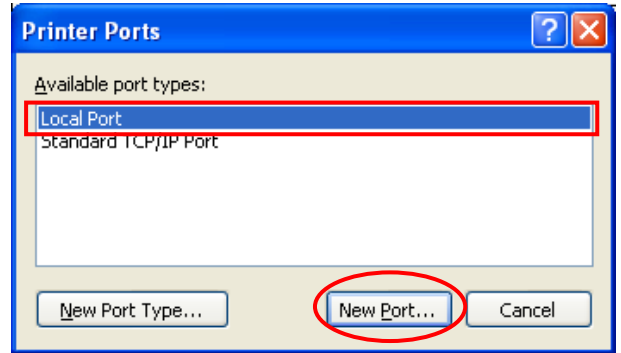 Printer Ports
Available port types:
Local Port
Standard TCP/IP Port
New Port Type... New Port... Cancel